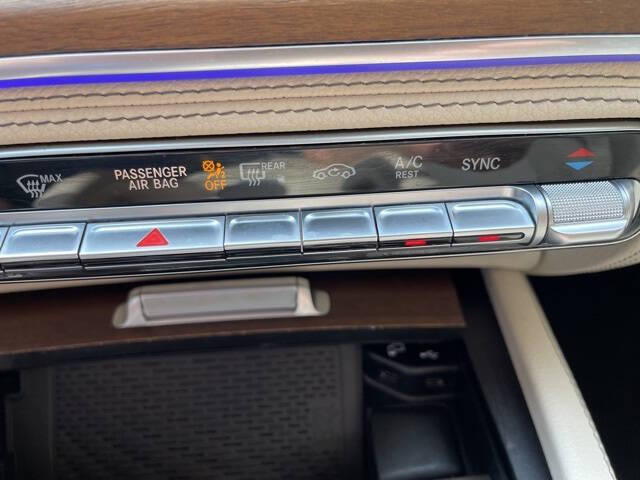 MAX
PASSENGER
AIR BAG
OFF
REAR
A/C
REST
SYNC